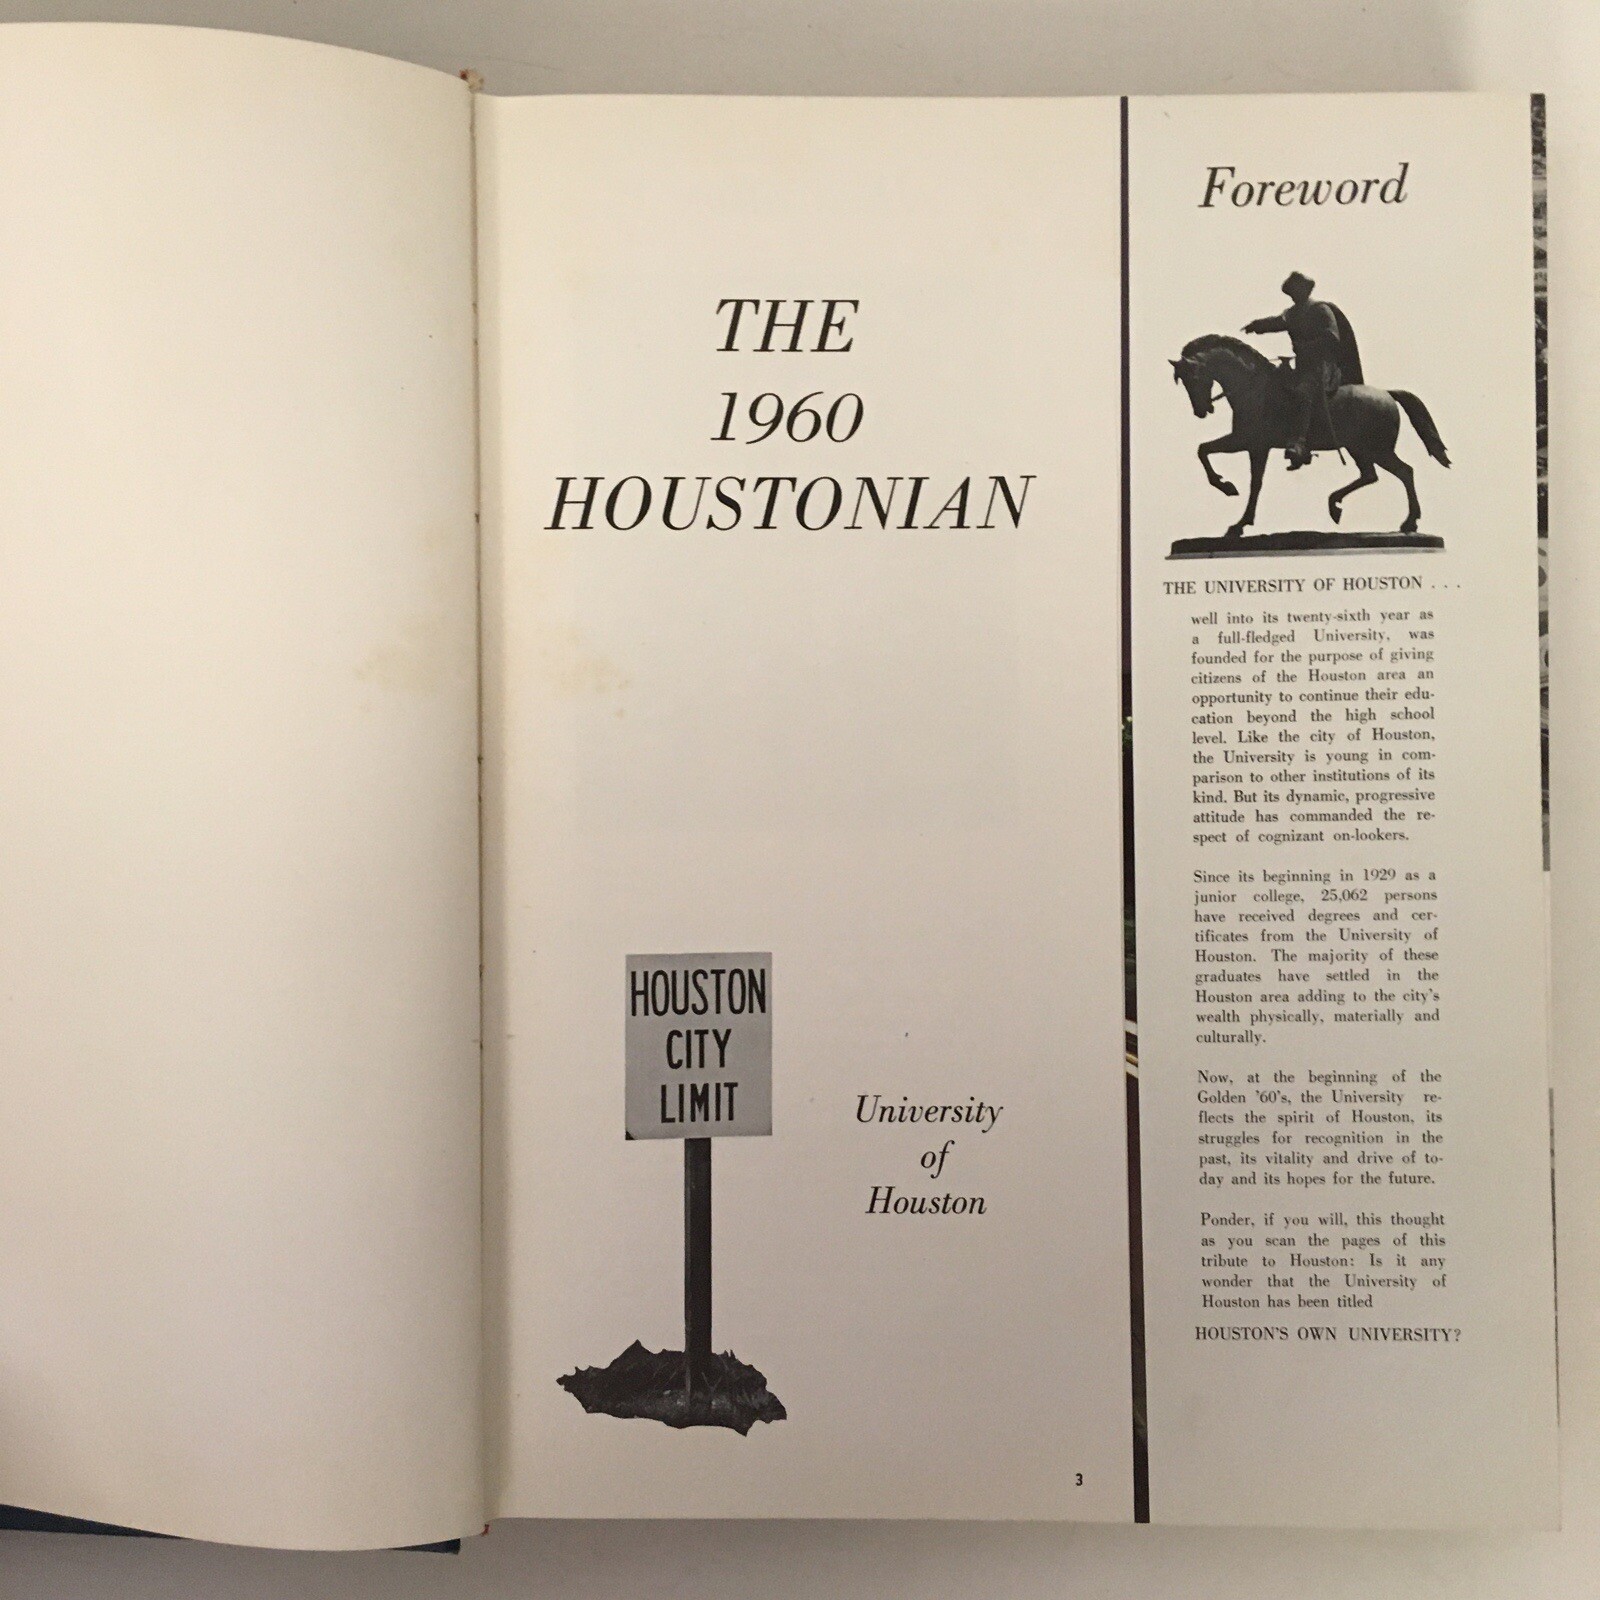 THE
1960
HOUSTONIAN
HOUSTON
CITY
LIMIT
University
of
Houston
3
Foreword
THE UNIVERSITY OF HOUSTON . . .
well into its twenty-sixth year as
a full-fledged University, was
founded for the purpose of giving
citizens of the Houston area an
opportunity to continue their edu-
cation beyond the high school
level. Like the city of Houston,
the University is young in com-
parison to other institutions of its
kind. But its dynamic, progressive
attitude has commanded the re-
spect of cognizant on-lookers.
Since its beginning in 1929 as a
junior college, 25,062 persons
have received degrees and cer-
tificates from the University of
Houston. The majority of these
graduates have settled in the
Houston area adding to the city's
wealth physically, materially and
culturally.
Now, at the beginning of the
Golden '60's, the University re-
flects the spirit of Houston, its
struggles for recognition in the
past, its vitality and drive of to-
day and its hopes for the future.
Ponder, if you will, this thought
as you scan the pages of this
tribute to Houston: Is it any
wonder that the University of
Houston has been titled
HOUSTON'S OWN UNIVERSITY?